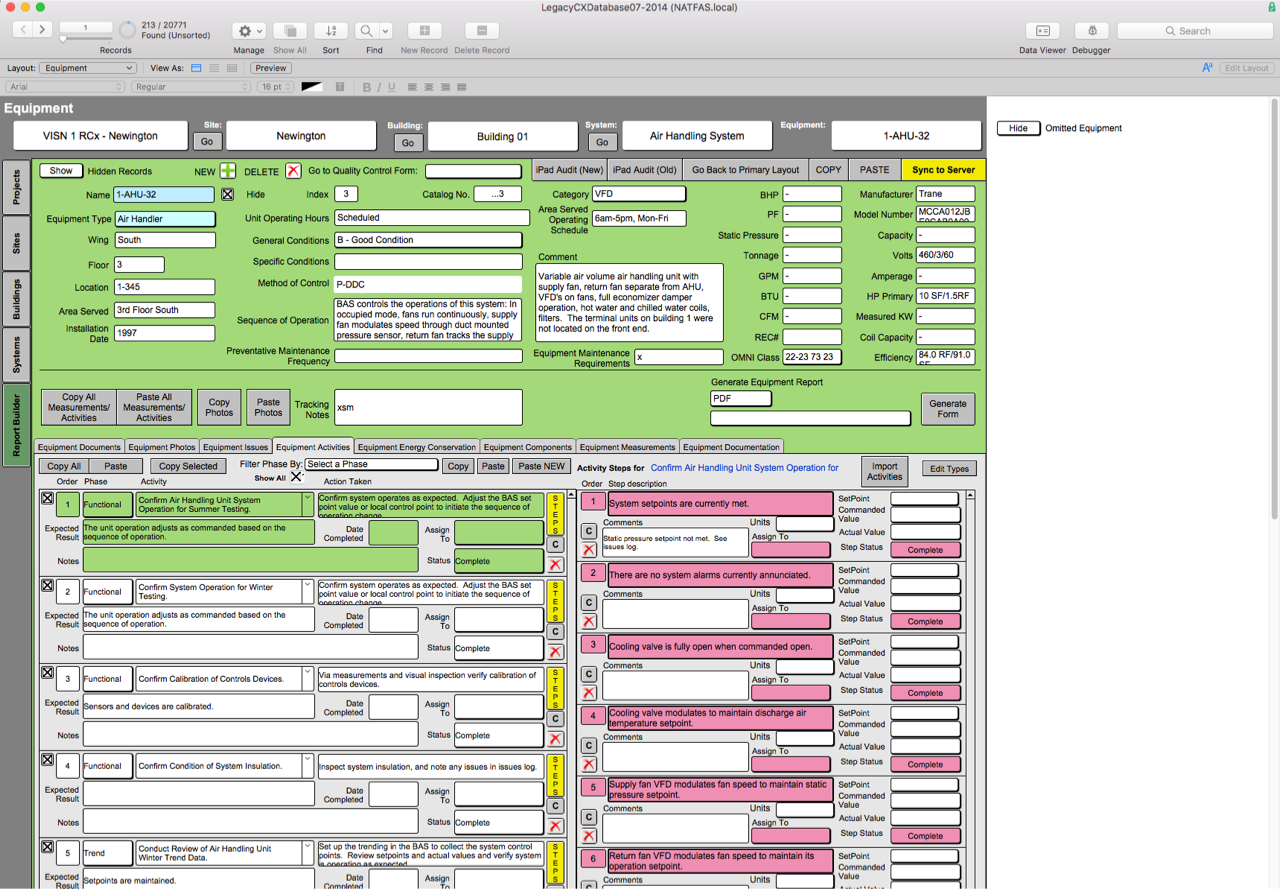 LegacyCXDatabase07-2014 (NATFAS.local)
1
213 / 20771
Found (Unsorted)
Records
Manage
Show All
Sort
Find
New Record
Delete Record
Data Viewer
Debugger
Search
Layout:
Equipment
View As:
Preview
Edit Layout
Arial
Regular
16 pt
B I U
Equipment
VISN 1 RCx - Newington
Site:
Go
Newington
Building:
Go
Building 01
System:
Go
Air Handling System
Equipment:
1-AHU-32
Hide
Omitted Equipment
Projects
Sites
Buildings
Systems
Report Builder
Show
Hidden Records
NEW
DELETE
Go to Quality Control Form:
iPad Audit (New)
iPad Audit (Old)
Go Back to Primary Layout
COPY
PASTE
Sync to Server
Name
1-AHU-32
Hide
Index
3
Catalog No.
...3
Equipment Type
Air Handler
Unit Operating Hours
Scheduled
Wing
South
General Conditions
B - Good Condition
Floor
3
Specific Conditions
Location
1-345
Method of Control
P-DDC
Area Served
3rd Floor South
Installation
Date
1997
Sequence of Operation
BAS controls the operations of this system: In
occupied mode, fans run continuously, supply
fan modulates speed through duct mounted
pressure sensor, return fan tracks the supply
Preventative Maintenance
Frequency
Category
VFD
Area Served
Operating
Schedule
6am-5pm, Mon-Fri
Comment
Variable air volume air handling unit with
supply fan, return fan separate from AHU,
VFD's on fans, full economizer damper
operation, hot water and chilled water coils,
filters. The terminal units on building 1 were
not located on the front end.
Equipment Maintenance
Requirements
x
BHP
-
PF
-
Static Pressure
-
Tonnage
-
GPM
-
BTU
-
CFM
-
REC#
OMNI Class
22-23 73 23
Manufacturer
Trane
Model Number
MCCA012JB
Capacity
-
Volts
460/3/60
Amperage
-
HP Primary
10 SF/1.5RF
Measured KW
-
Coil Capacity
-
Efficiency
84.0 RF/91.0
Copy All
Measurements/
Activities
Paste All
Measurements/
Activities
Copy
Photos
Paste
Photos
Tracking
Notes
xsm
Generate Equipment Report
PDF
Generate
Form
Equipment Documents
Equipment Photos
Equipment Issues
Equipment Activities
Equipment Energy Conservation
Equipment Components
Equipment Measurements
Equipment Documentation
Copy All
Paste
Copy Selected
Filter Phase By:
Select a Phase
Show All
Copy
Paste
Paste NEW
Order
Phase
Activity
Action Taken
1
Functional
Confirm Air Handling Unit System
Operation for Summer Testing.
Confirm system operates as expected. Adjust the BAS set
point value or local control point to initiate the sequence of
operation change.
STEPS
Expected
Result
The unit operation adjusts as commanded based on the
sequence of operation.
Date
Completed
Assign
To
C
Notes
Status
Complete
2
Functional
Confirm System Operation for Winter
Testing.
Confirm system operates as expected. Adjust the BAS set
point value or local control point to initiate the sequence of
operation change.
STEPS
Expected
Result
The unit operation adjusts as commanded based on the
sequence of operation.
Date
Completed
Assign
To
C
Notes
Status
Complete
3
Functional
Confirm Calibration of Controls Devices.
Via measurements and visual inspection verify calibration of
controls devices.
STEPS
Expected
Result
Sensors and devices are calibrated.
Date
Completed
Assign
To
C
Notes
Status
Complete
4
Functional
Confirm Condition of System Insulation.
Inspect system insulation, and note any issues in issues log.
STEPS
Expected
Result
Date
Completed
Assign
To
C
Notes
Status
Complete
5
Trend
Conduct Review of Air Handling Unit
Winter Trend Data.
Set up the trending in the BAS to collect the system control
points. Review setpoints and actual values and verify system
is operating as expected.
STEPS
Expected
Result
Setpoints are maintained.
Date
Completed
Assign
To
C
Activity Steps for
Confirm Air Handling Unit System Operation for
Import
Activities
Edit Types
Order
Step description
1
System setpoints are currently met.
SetPoint
Commanded
Value
Actual Value
Step Status
Complete
C
Comments
Static pressure setpoint not met. See
issues log.
Units
Assign To
2
There are no system alarms currently annunciated.
SetPoint
Commanded
Value
Actual Value
Step Status
Complete
C
Comments
Units
Assign To
3
Cooling valve is fully open when commanded open.
SetPoint
Commanded
Value
Actual Value
Step Status
Complete
C
Comments
Units
Assign To
4
Cooling valve modulates to maintain discharge air
temperature setpoint.
SetPoint
Commanded
Value
Actual Value
Step Status
Complete
C
Comments
Units
Assign To
5
Supply fan VFD modulates fan speed to maintain static
pressure setpoint.
SetPoint
Commanded
Value
Actual Value
Step Status
Complete
C
Comments
Units
Assign To
6
Return fan VFD modulates fan speed to maintain its
operation setpoint.
SetPoint
Commanded
Value
Actual Value
Comments
Units